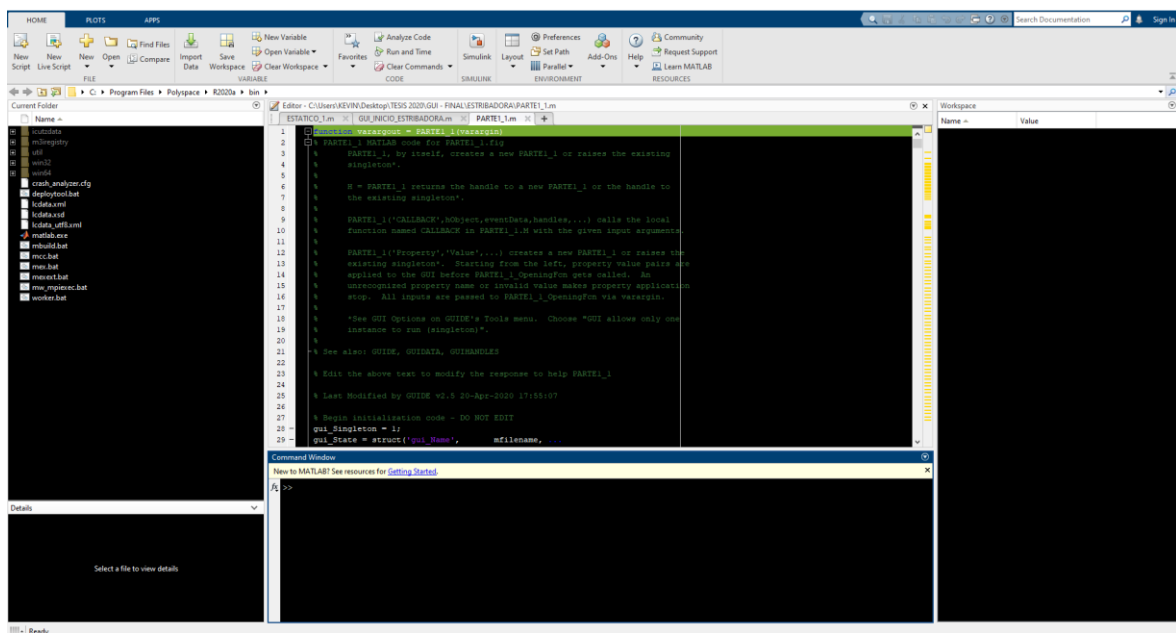 HOME PLOTS APPS
Search Documentation
Sign In
New Script
New Live Script
New
Open
Find Files
Compare
FILE
Import Data
Save Workspace
New Variable
Open Variable
Clear Workspace
VARIABLE
Favorites
Analyze Code
Run and Time
Clear Commands
CODE
Simulink
SIMULINK
Layout
Preferences
Set Path
Parallel
Add-Ons
ENVIRONMENT
Help
Community
Request Support
Learn MATLAB
RESOURCES
C: Program Files Polyspace R2020a bin
Current Folder
Name
icutzdata
m3iregistry
util
win32
win64
crash_analyzer.cfg
deploytool.bat
lcdata.xml
lcdata.xsd
lcdata_utf8.xml
matlab.exe
mbuild.bat
mcc.bat
mex.bat
mexext.bat
mw_mpiexec.bat
worker.bat
Details
Select a file to view details
Editor - C:\Users\KEVIN\Desktop\TESIS 2020\GUI - FINAL\ESTRIBADORA\PARTE1_1.m
ESTATICO_1.m GUI_INICIO_ESTRIBADORA.m PARTE1_1.m
1 function varargout = PARTE1_1(varargin)
2 % PARTE1_1 MATLAB code for PARTE1_1.fig
3 % PARTE1_1, by itself, creates a new PARTE1_1 or raises the existing
4 % singleton*.
5 %
6 % H = PARTE1_1 returns the handle to a new PARTE1_1 or the handle to
7 % the existing singleton*.
8 %
9 % PARTE1_1('CALLBACK',hObject,eventData,handles,...) calls the local
10 % function named CALLBACK in PARTE1_1.M with the given input arguments.
11 %
12 % PARTE1_1('Property','Value',...) creates a new PARTE1_1 or raises the
13 % existing singleton*. Starting from the left, property value pairs are
14 % applied to the GUI before PARTE1_1_OpeningFcn gets called. An
15 % unrecognized property name or invalid value makes property application
16 % stop. All inputs are passed to PARTE1_1_OpeningFcn via varargin.
17 %
18 % *See GUI Options on GUIDE's Tools menu. Choose "GUI allows only one
19 % instance to run (singleton)".
20 %
21 % See also: GUIDE, GUIDATA, GUIHANDLES
22
23 % Edit the above text to modify the response to help PARTE1_1
24
25 % Last Modified by GUIDE v2.5 20-Apr-2020 17:55:07
26
27 % Begin initialization code - DO NOT EDIT
28 gui_Singleton = 1;
29 gui_State = struct('gui_Name', mfilename, ...
Command Window
New to MATLAB? See resources for Getting Started.
fx >>
Workspace
Name Value
Ready